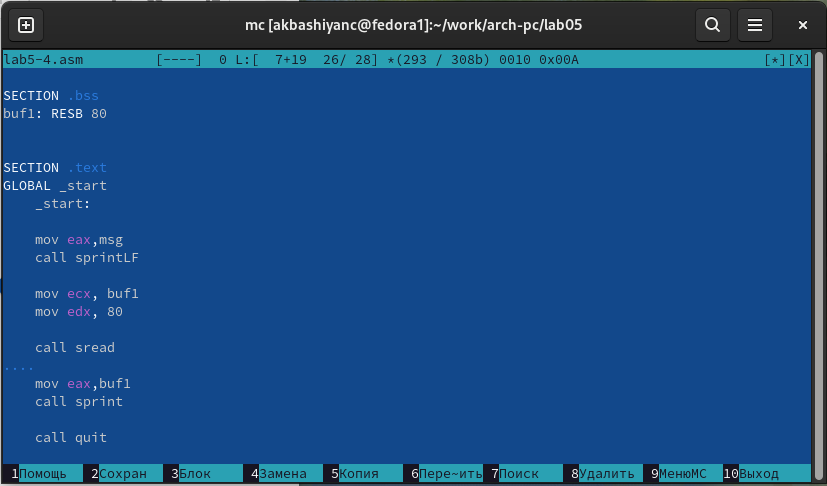 mc [akbashiyanc@fedora1]:~/work/arch-pc/lab05
lab5-4.asm [----] 0 L:[ 7+19 26/ 28] *(293 / 308b) 0010 0x00A [*][X]
SECTION .bss
buf1: RESB 80
SECTION .text
GLOBAL _start
_start:
mov eax,msg
call sprintLF
mov ecx, buf1
mov edx, 80
call sread
....
mov eax,buf1
call sprint
call quit
1Помощь 2Сохран 3Блок 4Замена 5Копия 6Пере~ить 7Поиск 8Удалить 9МенюМС 10Выход